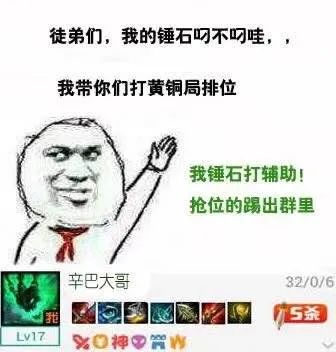 徒弟们，我的锤石叼不叼哇，，
我带你们打黄铜局排位
我锤石打辅助！
抢位的踢出群里
辛巴大哥
32/0/6
我
Lv17
5杀
神